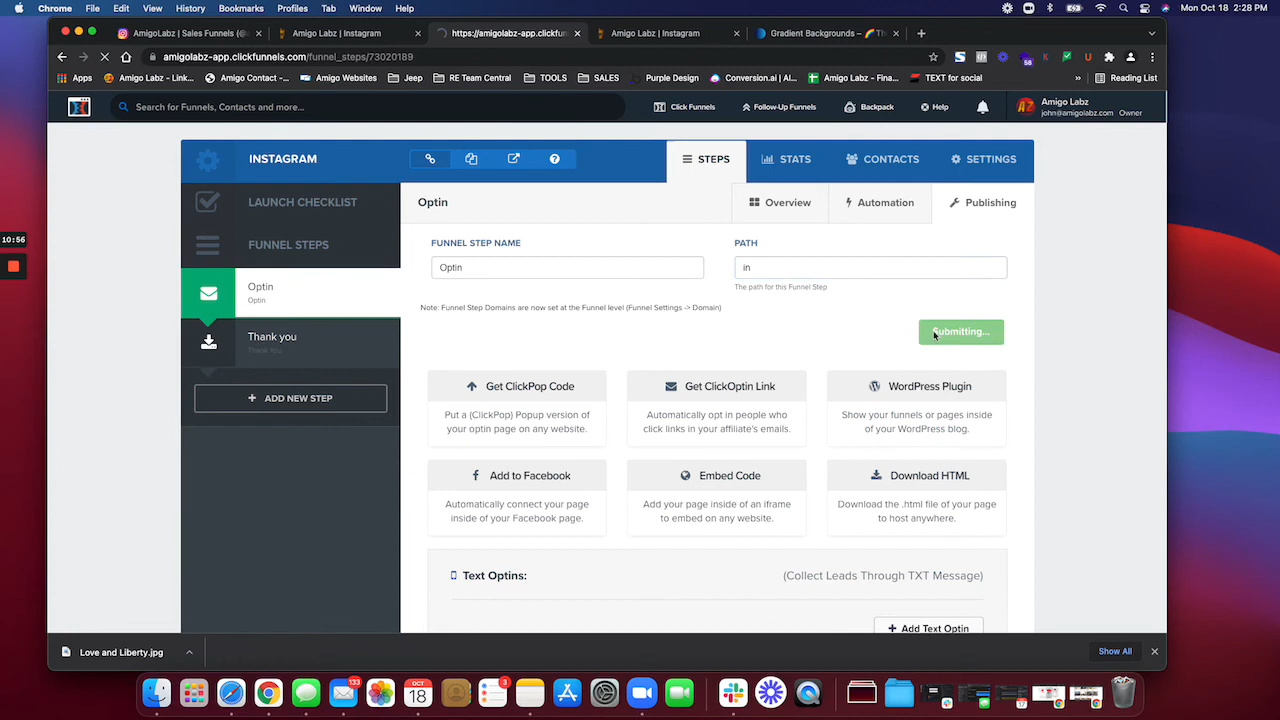 Chrome File Edit View History Bookmarks Profiles Tab Window Help
Mon Oct 18 2:28 PM
AmigoLabz | Sales Funnels (@
Amigo Labz | Instagram
https://amigolabz-app.clickfun
Amigo Labz | Instagram
Gradient Backgrounds –
amigolabz-app.clickfunnels.com/funnel_steps/73020189
58
Apps
Amigo Labz - Link...
Amigo Contact -...
Amigo Websites
Jeep
RE Team Central
TOOLS
SALES
Purple Design
Conversion.ai | AI...
Amigo Labz - Fina...
TEXT for social
»
Reading List
Search for Funnels, Contacts and more...
Click Funnels
Follow-Up Funnels
Backpack
Help
AZ
Amigo Labz
john@amigolabz.com Owner
INSTAGRAM
STEPS
STATS
CONTACTS
SETTINGS
LAUNCH CHECKLIST
FUNNEL STEPS
Optin
Optin
Thank you
Thank You
+ ADD NEW STEP
10:56
Optin
Overview
Automation
Publishing
FUNNEL STEP NAME
PATH
Optin
in
The path for this Funnel Step
Note: Funnel Step Domains are now set at the Funnel level (Funnel Settings -> Domain)
Submitting...
Get ClickPop Code
Put a (ClickPop) Popup version of
your optin page on any website.
Get ClickOptin Link
Automatically opt in people who
click links in your affiliate's emails.
WordPress Plugin
Show your funnels or pages inside
of your WordPress blog.
Add to Facebook
Automatically connect your page
inside of your Facebook page.
Embed Code
Add your page inside of an iframe
to embed on any website.
Download HTML
Download the .html file of your page
to host anywhere.
Text Optins:
(Collect Leads Through TXT Message)
+ Add Text Optin
Love and Liberty.jpg
Show All
133
OCT
18
3